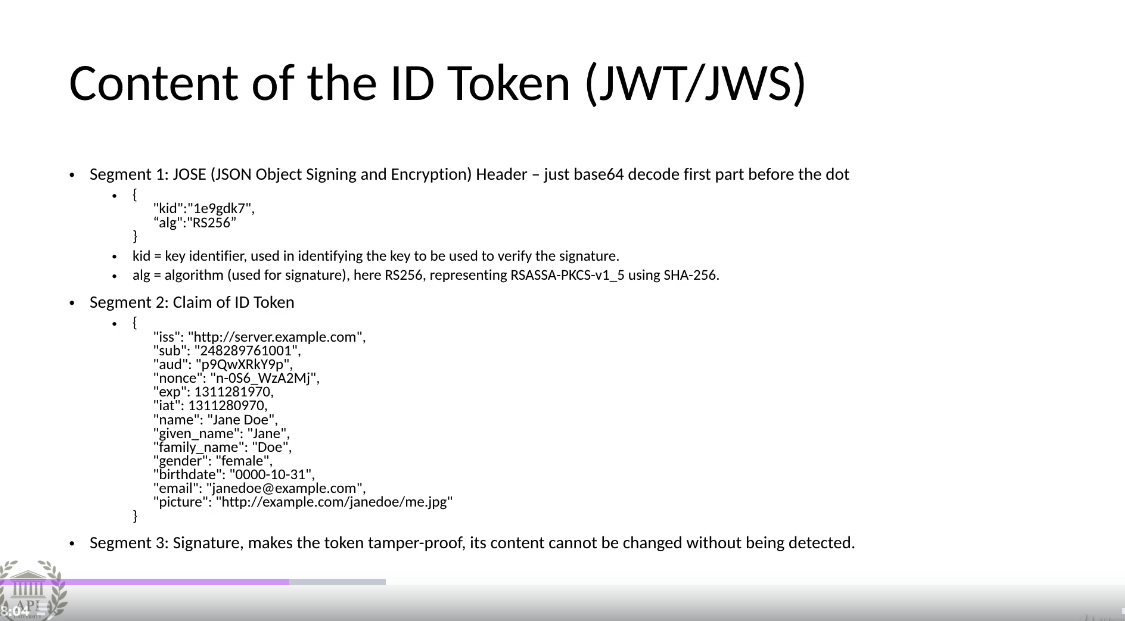 Content of the ID Token (JWT/JWS)
• Segment 1: JOSE (JSON Object Signing and Encryption) Header – just base64 decode first part before the dot
• {
"kid":"1e9gdk7",
“alg":"RS256”
}
• kid = key identifier, used in identifying the key to be used to verify the signature.
• alg = algorithm (used for signature), here RS256, representing RSASSA-PKCS-v1_5 using SHA-256.
• Segment 2: Claim of ID Token
• {
"iss": "http://server.example.com",
"sub": "248289761001",
"aud": "p9QwXRkY9p",
"nonce": "n-0S6_WzA2Mj",
"exp": 1311281970,
"iat": 1311280970,
"name": "Jane Doe",
"given_name": "Jane",
"family_name": "Doe",
"gender": "female",
"birthdate": "0000-10-31",
"email": "janedoe@example.com",
"picture": "http://example.com/janedoe/me.jpg"
}
• Segment 3: Signature, makes the token tamper-proof, its content cannot be changed without being detected.
API
8:04